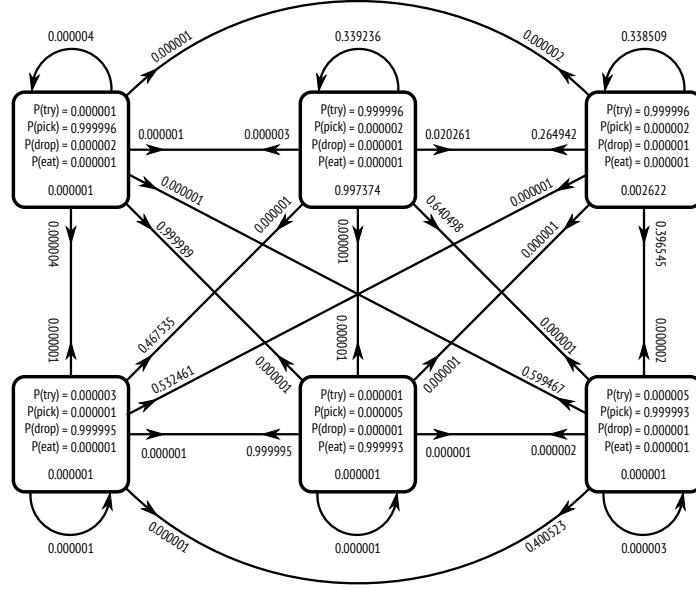 0.000004
0.000001
0.339236
0.000002
0.338509
P(try) = 0.000001
P(pick) = 0.999996
P(drop) = 0.000002
P(eat) = 0.000001
0.000001
0.000001
0.000003
P(try) = 0.999996
P(pick) = 0.000002
P(drop) = 0.000001
P(eat) = 0.000001
0.997374
0.020261
0.264942
P(try) = 0.999996
P(pick) = 0.000002
P(drop) = 0.000001
P(eat) = 0.000001
0.002622
0.000004
0.999989
0.000001
0.000001
0.000001
0.640498
0.000001
0.000001
0.396545
0.000001
0.467535
0.532461
0.000001
0.000001
0.000001
0.599467
0.000001
0.000002
P(try) = 0.000003
P(pick) = 0.000001
P(drop) = 0.999995
P(eat) = 0.000001
0.000001
0.000001
0.999995
P(try) = 0.000001
P(pick) = 0.000005
P(drop) = 0.000001
P(eat) = 0.999993
0.000001
0.000001
0.000002
P(try) = 0.000005
P(pick) = 0.999993
P(drop) = 0.000001
P(eat) = 0.000001
0.000001
0.000001
0.000001
0.000001
0.400523
0.000003